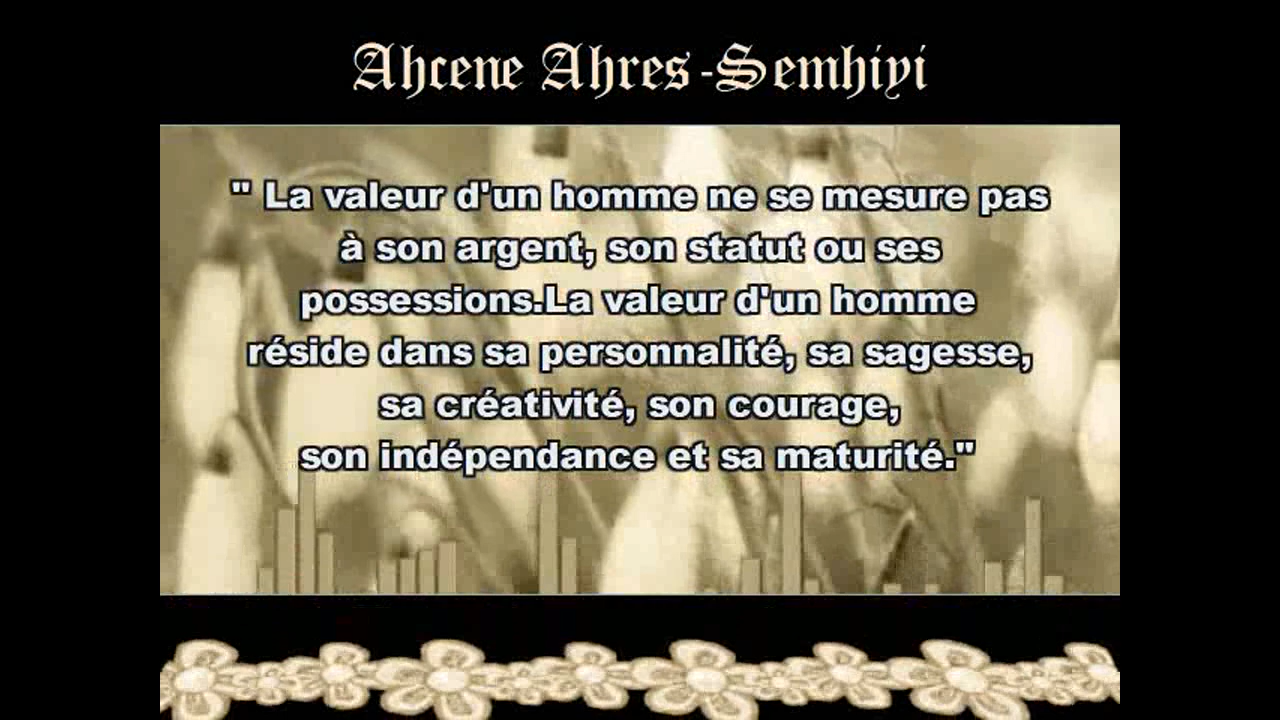 Ahcene Ahres -Semhiyi
" La valeur d'un homme ne se mesure pas
à son argent, son statut ou ses
possessions.La valeur d'un homme
réside dans sa personnalité, sa sagesse,
sa créativité, son courage,
son indépendance et sa maturité."